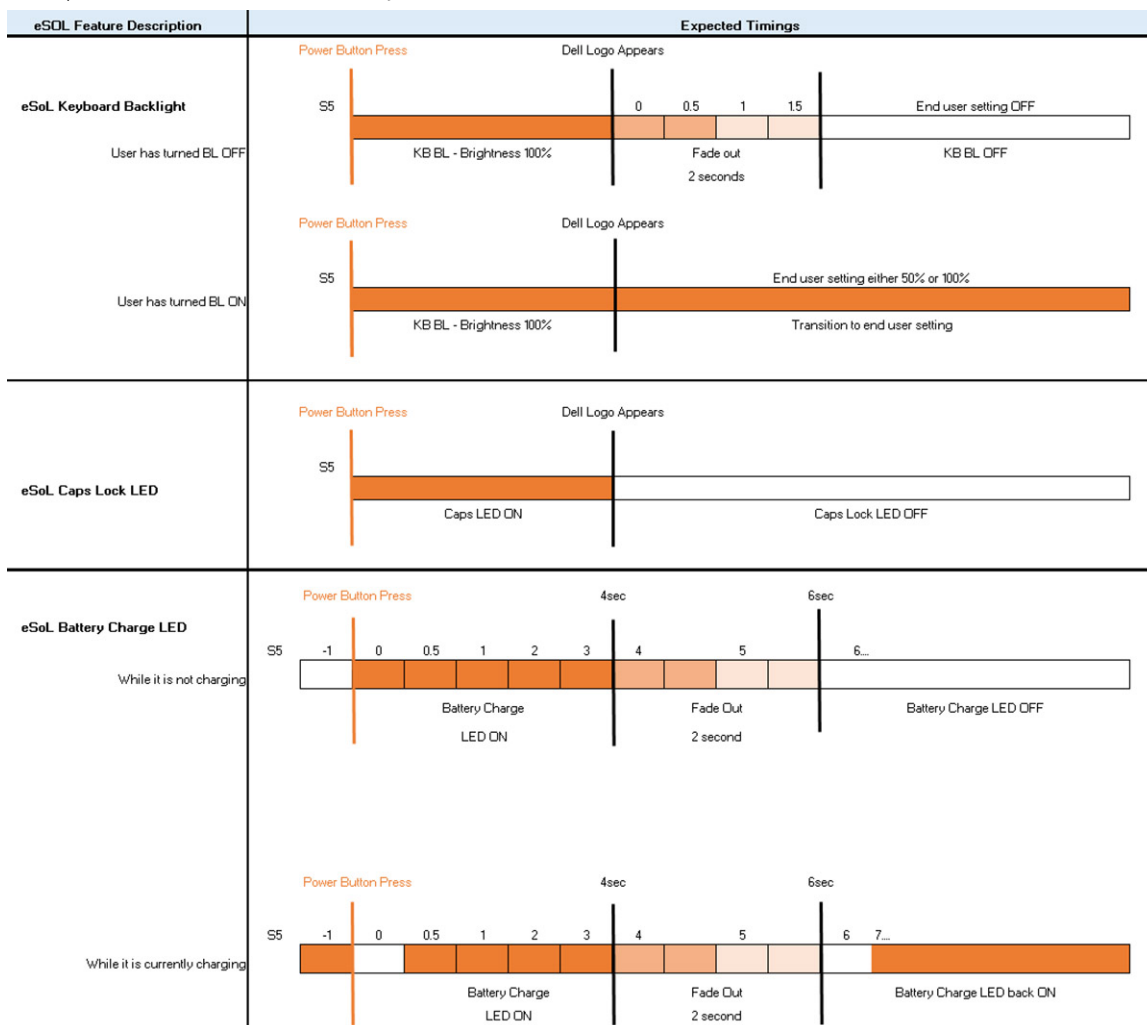 eSOL Feature Description
Expected Timings
Power Button Press
Dell Logo Appears
eSoL Keyboard Backlight
S5
0 0.5 1 1.5
End user setting OFF
User has turned BL OFF
KB BL - Brightness 100%
Fade out
2 seconds
KB BL OFF
Power Button Press
Dell Logo Appears
S5
End user setting either 50% or 100%
User has turned BL ON
KB BL - Brightness 100%
Transition to end user setting
Power Button Press
Dell Logo Appears
S5
eSoL Caps Lock LED
Caps LED ON
Caps Lock LED OFF
Power Button Press
4sec
6sec
eSoL Battery Charge LED
S5
-1 0 0.5 1 2 3 4 5 6...
While it is not charging
Battery Charge
LED ON
Fade Out
2 second
Battery Charge LED OFF
Power Button Press
4sec
6sec
S5
-1 0 0.5 1 2 3 4 5 6 7...
While it is currently charging
Battery Charge
LED ON
Fade Out
2 second
Battery Charge LED back ON